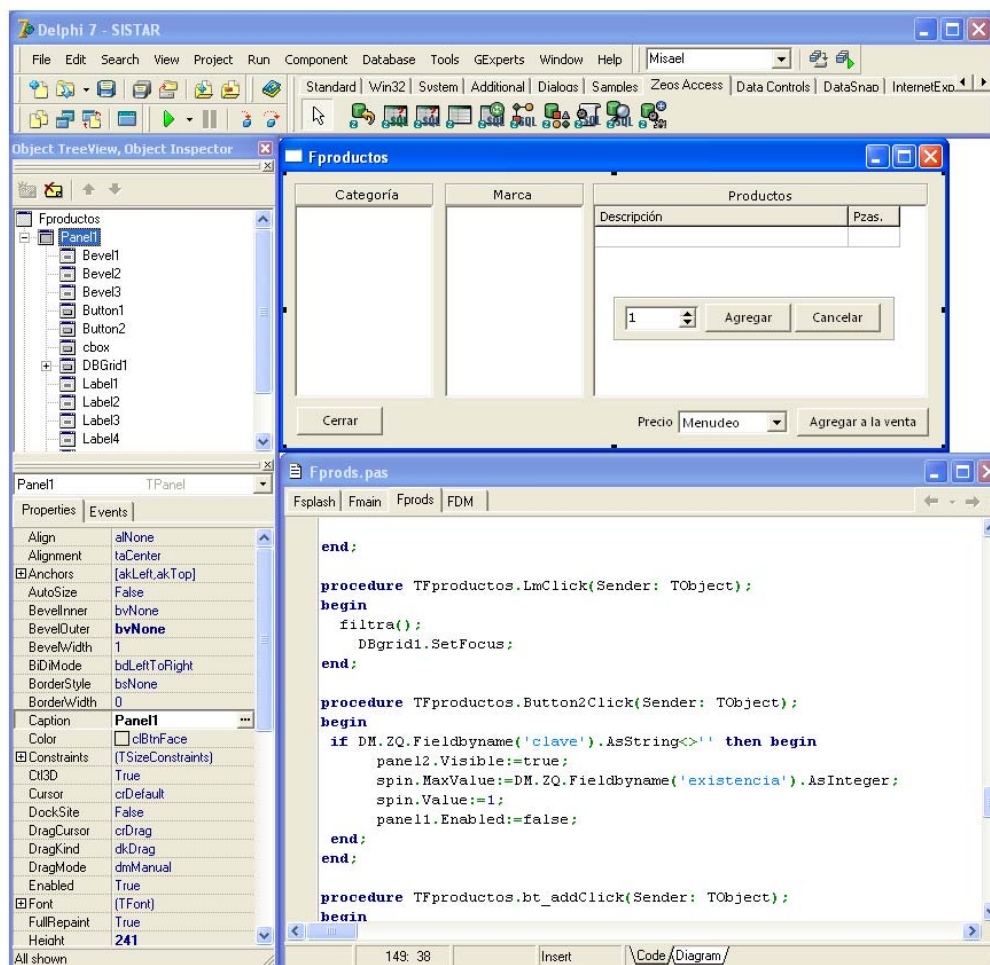 Delphi 7 - SISTAR
File Edit Search View Project Run Component Database Tools GExperts Window Help Misael
Standard Win32 System Additional Dialogs Samples Zeos Access Data Controls DataSnap InternetExp
Object TreeView, Object Inspector
Fproductos
Panel1
Bevel1
Bevel2
Bevel3
Button1
Button2
cbox
DBGrid1
Label1
Label2
Label3
Label4
Fproductos
Categoría Marca Productos
Descripción Pzas.
1 Agregar Cancelar
Cerrar Precio Menudeo Agregar a la venta
Panel1 TPanel
Properties Events
Align alNone
Alignment taCenter
Anchors [akLeft,akTop]
AutoSize False
BevelInner bvNone
BevelOuter bvNone
BevelWidth 1
BiDiMode bdLeftToRight
BorderStyle bsNone
BorderWidth 0
Caption Panel1 ...
Color clBtnFace
Constraints (TSizeConstraints)
Ctl3D True
Cursor crDefault
DockSite False
DragCursor crDrag
DragKind dkDrag
DragMode dmManual
Enabled True
Font (TFont)
FullRepaint True
Height 241
All shown
Fprods.pas
Fsplash Fmain Fprods FDM
end;
procedure TFproductos.LmClick(Sender: TObject);
begin
filtra();
DBgrid1.SetFocus;
end;
procedure TFproductos.Button2Click(Sender: TObject);
begin
if DM.ZQ.Fieldbyname('clave').AsString<>'' then begin
panel2.Visible:=true;
spin.MaxValue:=DM.ZQ.Fieldbyname('existencia').AsInteger;
spin.Value:=1;
panel1.Enabled:=false;
end;
end;
procedure TFproductos.bt_addClick(Sender: TObject);
begin
149: 38 Insert Code Diagram